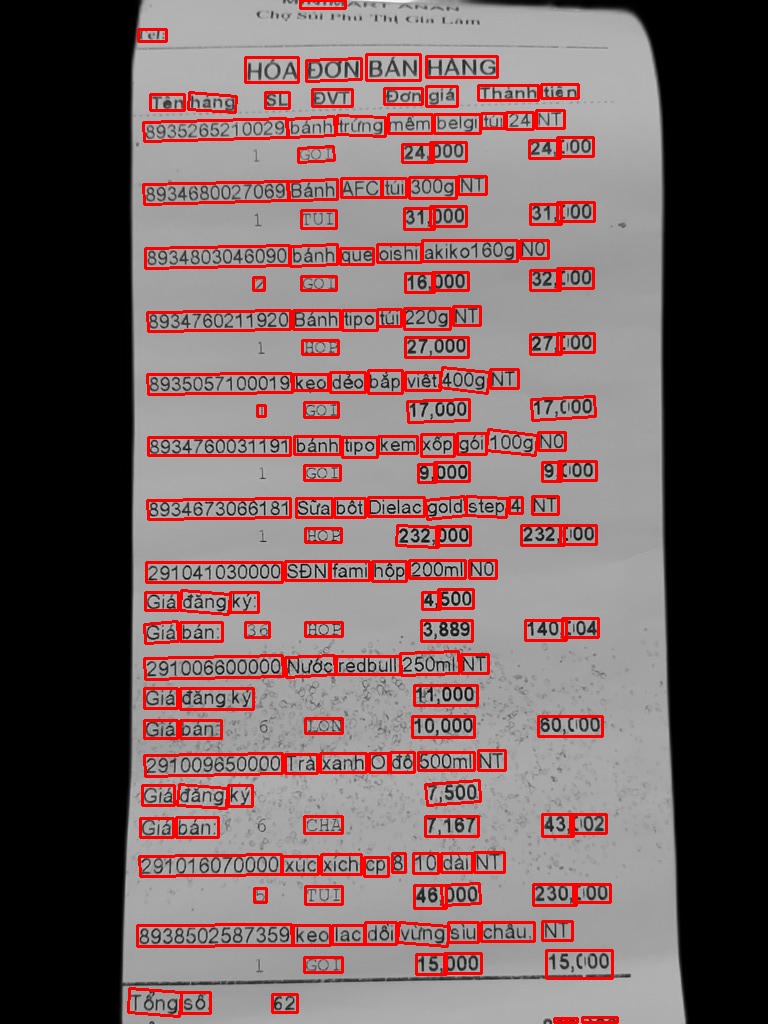 MINIMART ANAN
Chợ Sủi Phú Thị Gia Lâm
Tel:
HÓA ĐƠN BÁN HÀNG
Tên hàng SL ĐVT Đơn giá Thành tiền
8935265210029 bánh trứng mềm belgi túi 24 NT
1 GOI 24,000 24,000
8934680027069 Bánh AFC túi 300g NT
1 TUI 31,000 31,000
8934803046090 bánh que oishi akiko160g N0
2 GOI 16,000 32,000
8934760211920 Bánh tipo túi 220g NT
1 HOP 27,000 27,000
8935057100019 kẹo dẻo bắp việt 400g NT
1 GOI 17,000 17,000
8934760031191 bánh tipo kem xốp gói 100g N0
1 GOI 9,000 9,000
8934673066181 Sữa bột Dielac gold step 4 NT
1 HOP 232,000 232,000
291041030000 SĐN fami hộp 200ml N0
Giá đăng ký: 4,500
Giá bán: 36 HOP 3,889 140,004
291006600000 Nước redbull 250ml NT
Giá đăng ký 11,000
Giá bán: 6 LON 10,000 60,000
291009650000 Trà xanh O độ 500ml NT
Giá đăng ký 7,500
Giá bán: 6 CHA 7,167 43,002
291016070000 xúc xích cp 8 10 dài NT
5 TUI 46,000 230,000
8938502587359 kẹo lạc dồi vừng sìu châu. NT
1 GOI 15,000 15,000
Tổng số 62